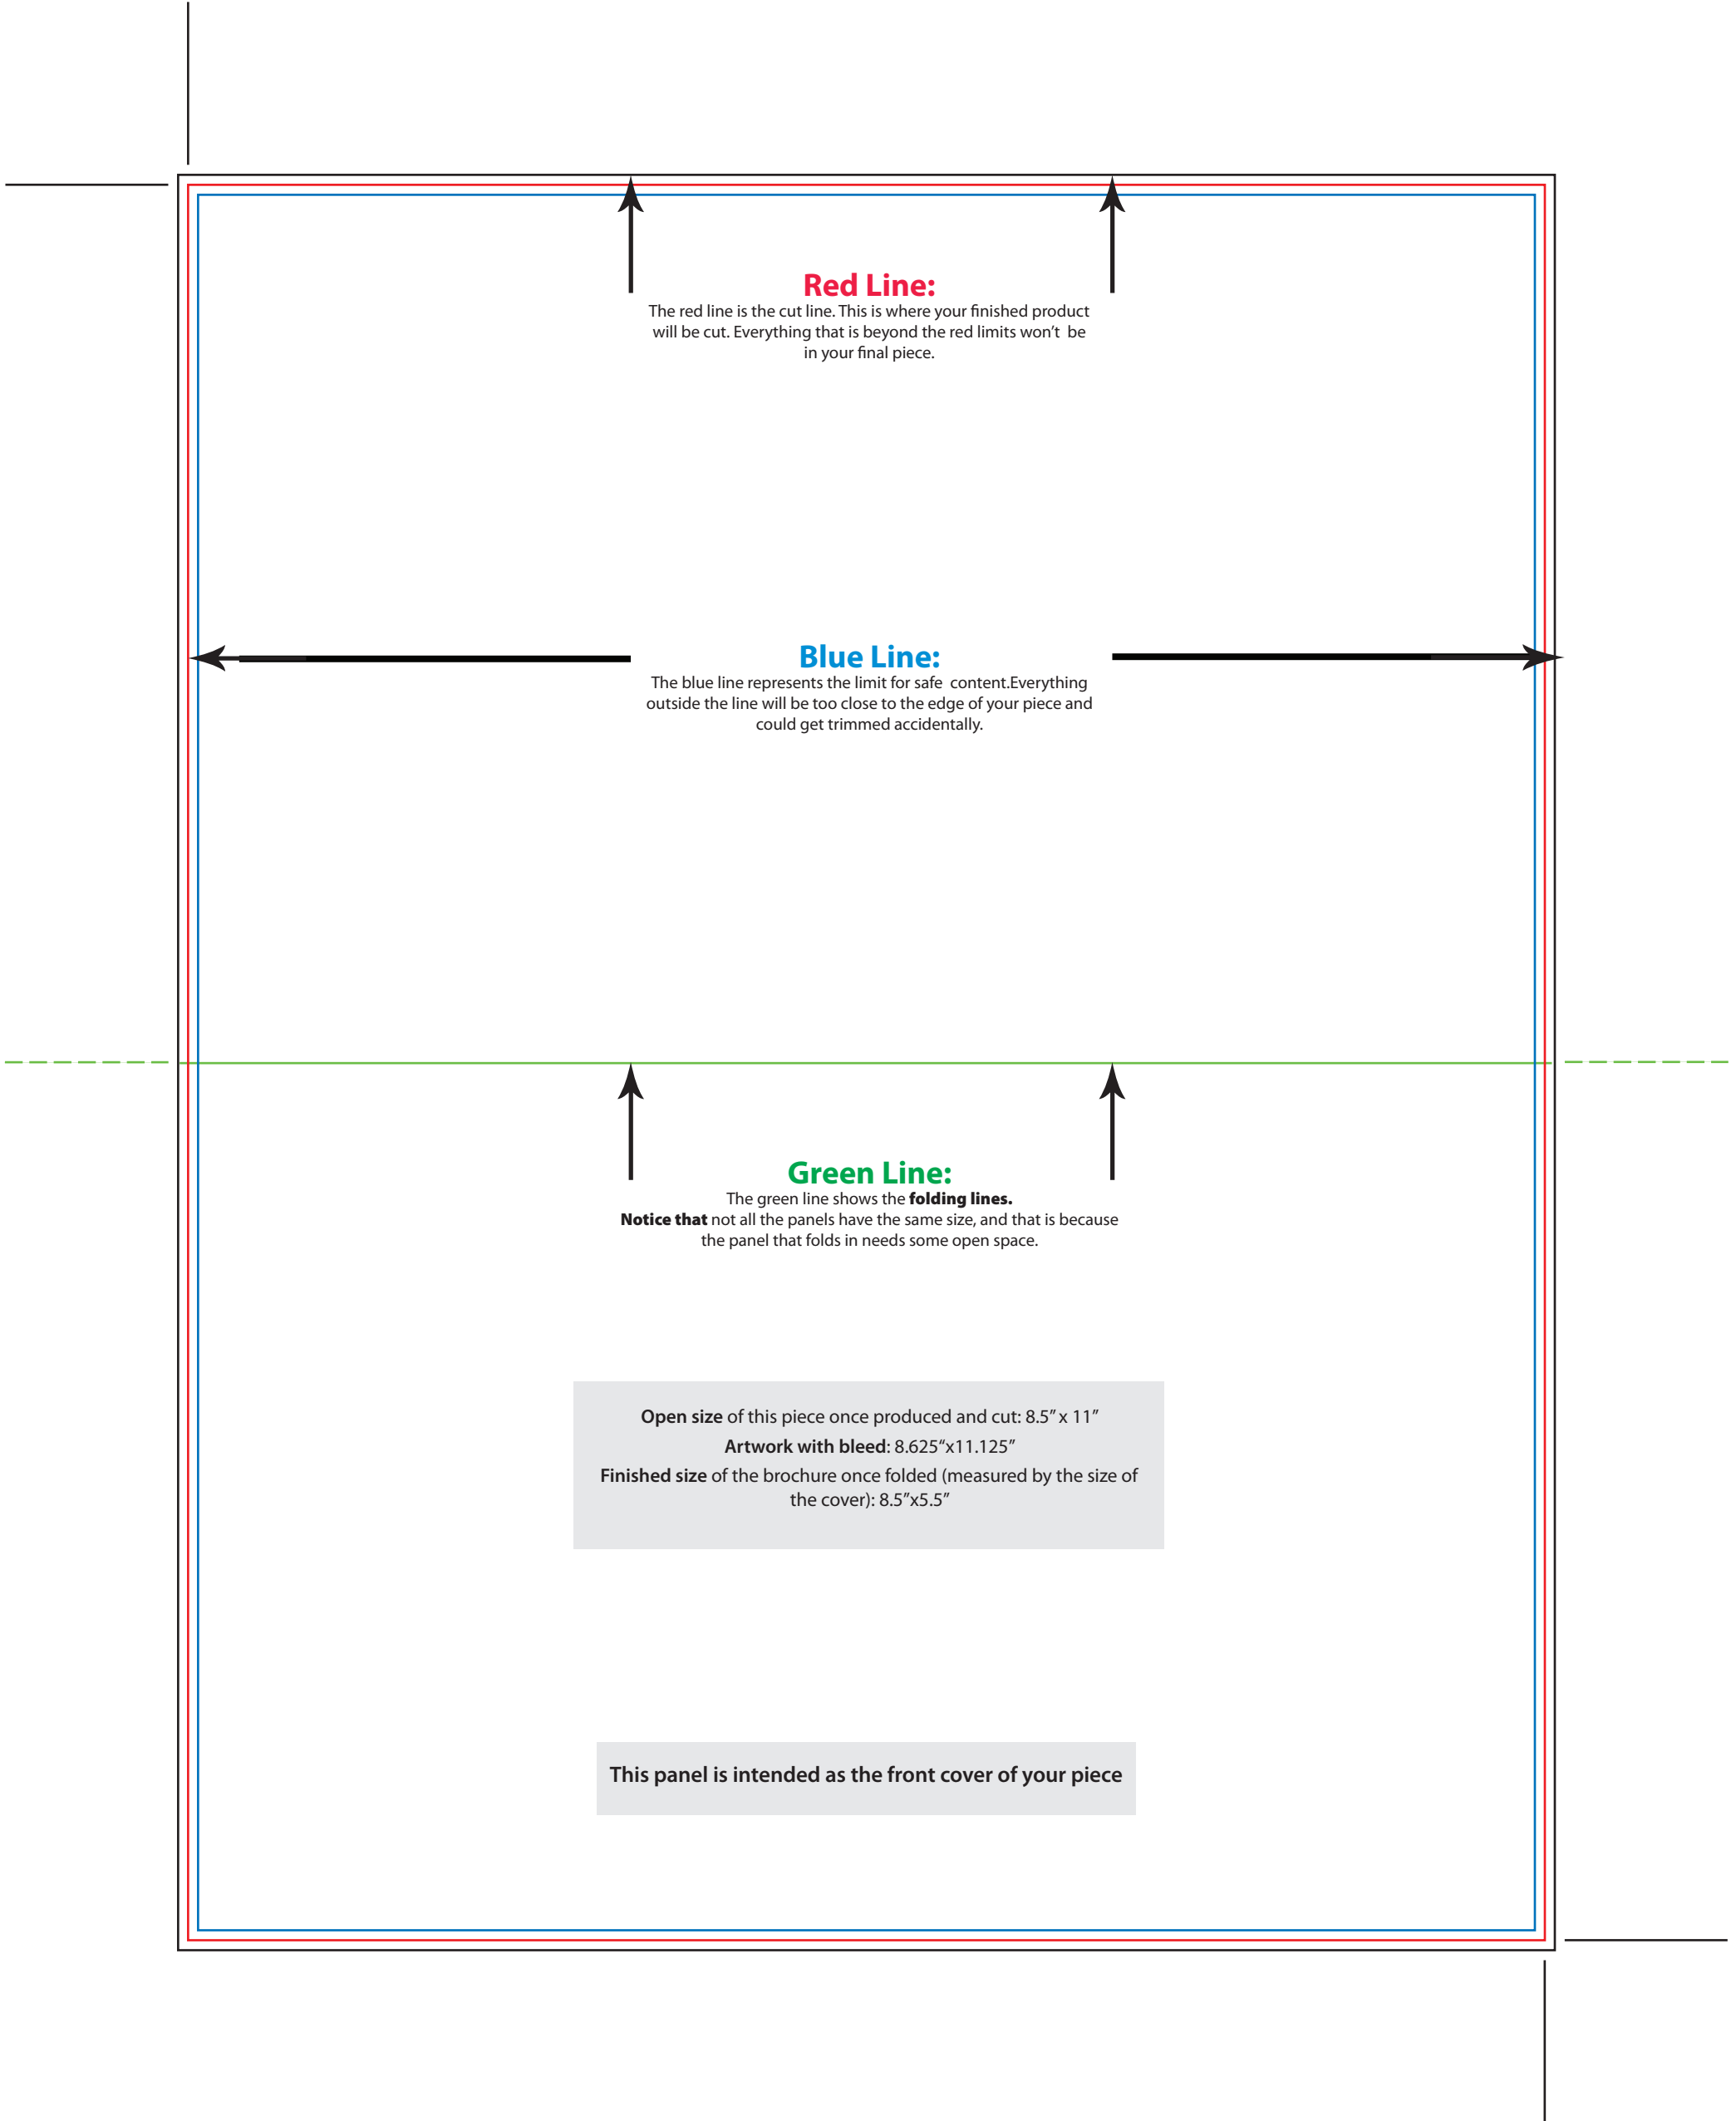 Red Line:
The red line is the cut line. This is where your finished product
will be cut. Everything that is beyond the red limits won’t  be
in your final piece.
Blue Line:
The blue line represents the limit for safe  content.Everything
outside the line will be too close to the edge of your piece and
could get trimmed accidentally.
Green Line:
The green line shows the folding lines.
Notice that not all the panels have the same size, and that is because
the panel that folds in needs some open space.
Open size of this piece once produced and cut: 8.5” x 11”
Artwork with bleed: 8.625“x11.125”
Finished size of the brochure once folded (measured by the size of
the cover): 8.5”x5.5”
This panel is intended as the front cover of your piece